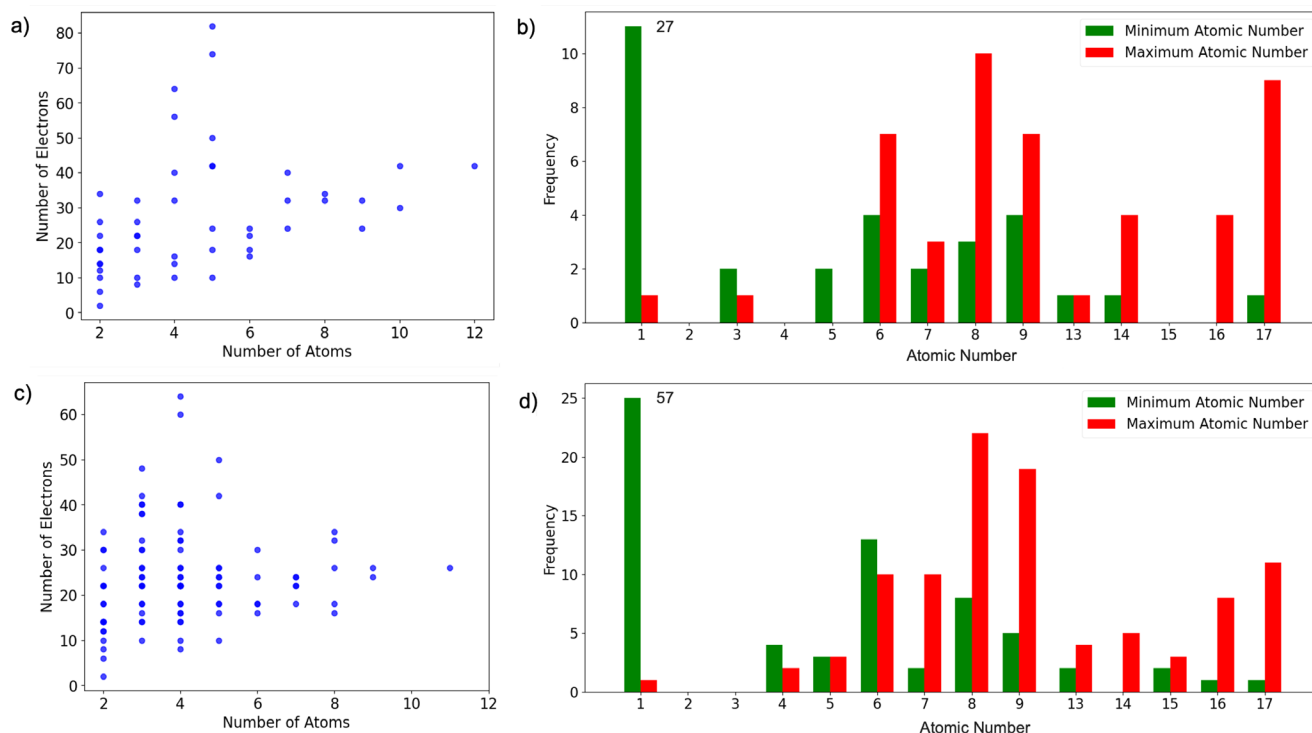 a)
Number of Electrons
80
70
60
50
40
30
20
10
0
2 4 6 8 10 12
Number of Atoms
b)
27
Minimum Atomic Number
Maximum Atomic Number
Frequency
10
8
6
4
2
0
1 2 3 4 5 6 7 8 9 13 14 15 16 17
Atomic Number
c)
Number of Electrons
60
50
40
30
20
10
0
2 4 6 8 10 12
Number of Atoms
d)
57
Minimum Atomic Number
Maximum Atomic Number
Frequency
25
20
15
10
5
0
1 2 3 4 5 6 7 8 9 13 14 15 16 17
Atomic Number